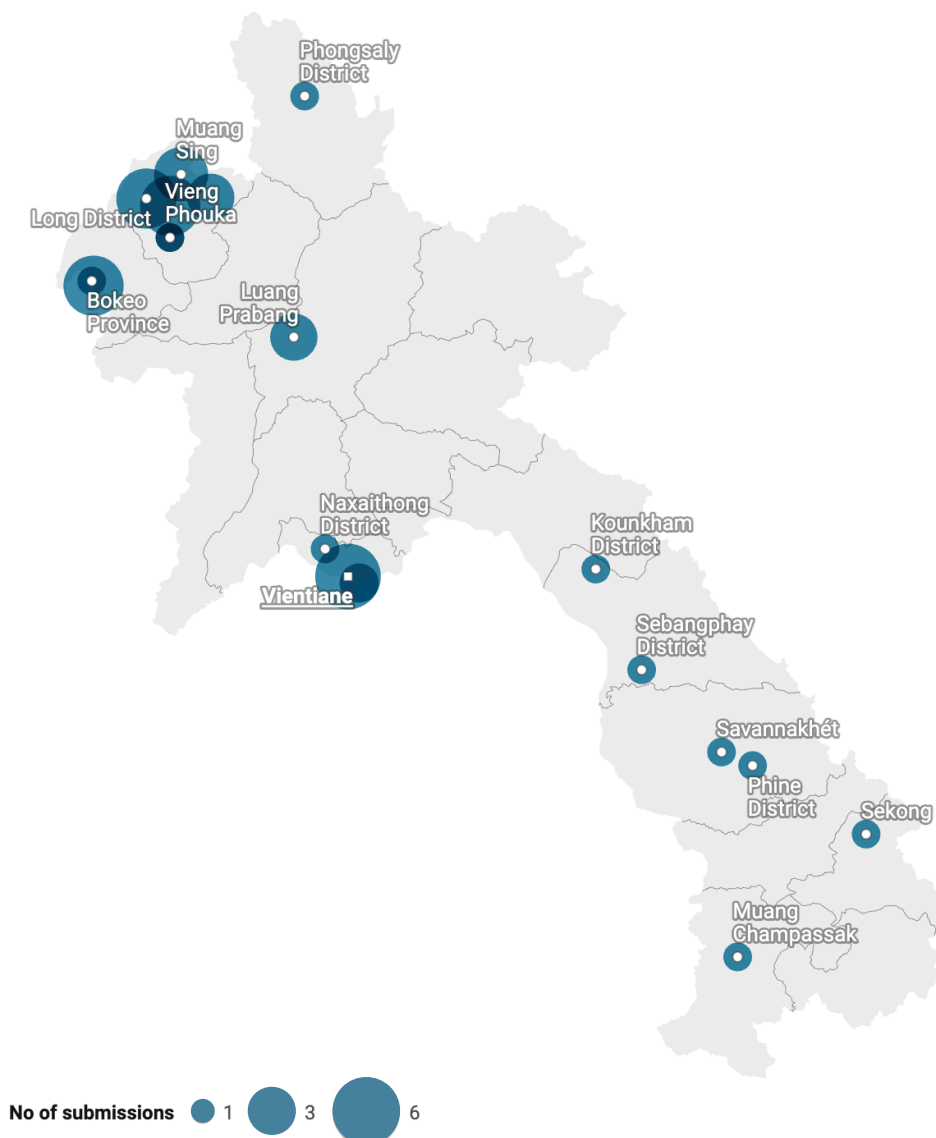 Phongsaly
District
Muang
Sing
Vieng
Phouka
Long District
Bokeo
Province
Luang
Prabang
Naxaithong
District
Vientiane
Kounkham
District
Sebangphay
District
Savannakhét
Phine
District
Sekong
Muang
Champassak
No of submissions 1 3 6